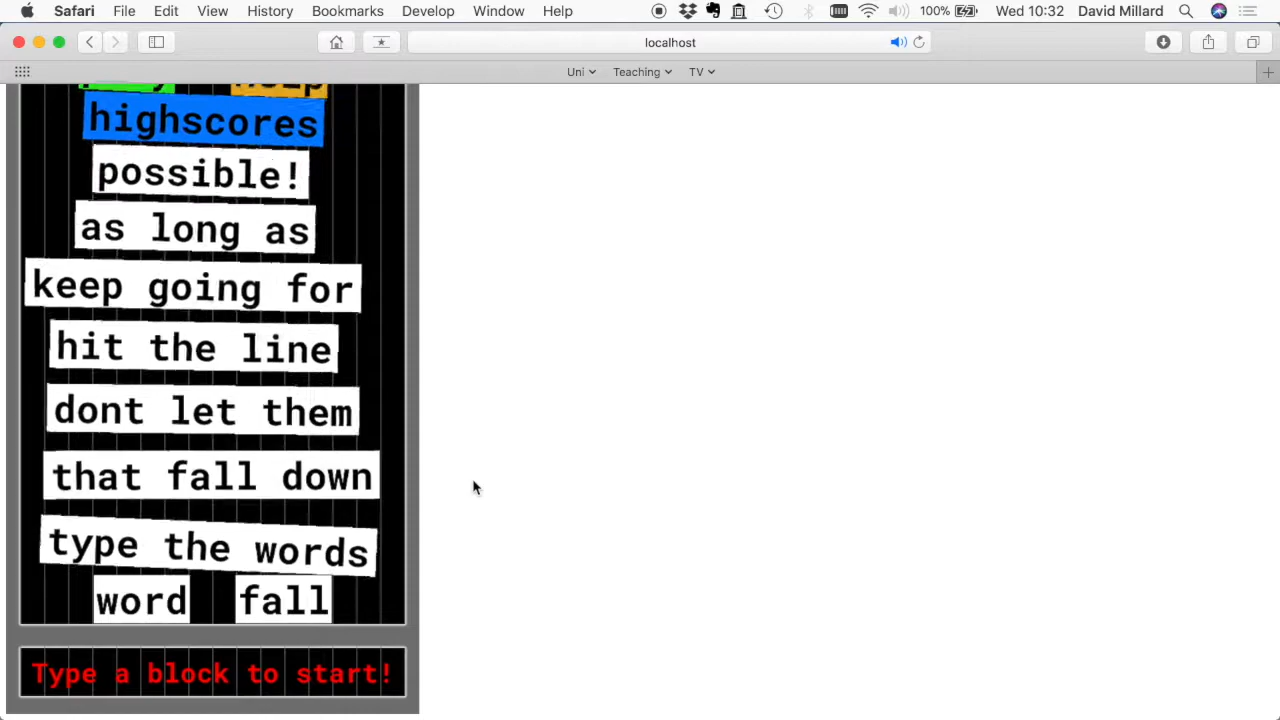 Safari File Edit View History Bookmarks Develop Window Help 100% Wed 10:32 David Millard
localhost
Uni Teaching TV
help
highscores
possible!
as long as
keep going for
hit the line
dont let them
that fall down
type the words
word fall
Type a block to start!